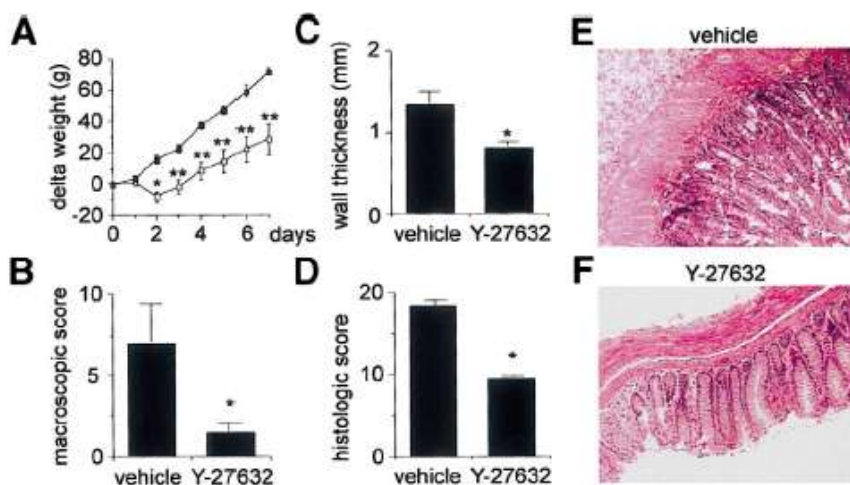 A
delta weight (g)
80
60
40
20
0
-20
* ** ** ** ** **
0 2 4 6 days
B
macroscopic score
10
5
0
*
vehicle Y-27632
C
wall thickness (mm)
2
1
0
*
vehicle Y-27632
D
histologic score
20
10
0
*
vehicle Y-27632
E
vehicle
F
Y-27632